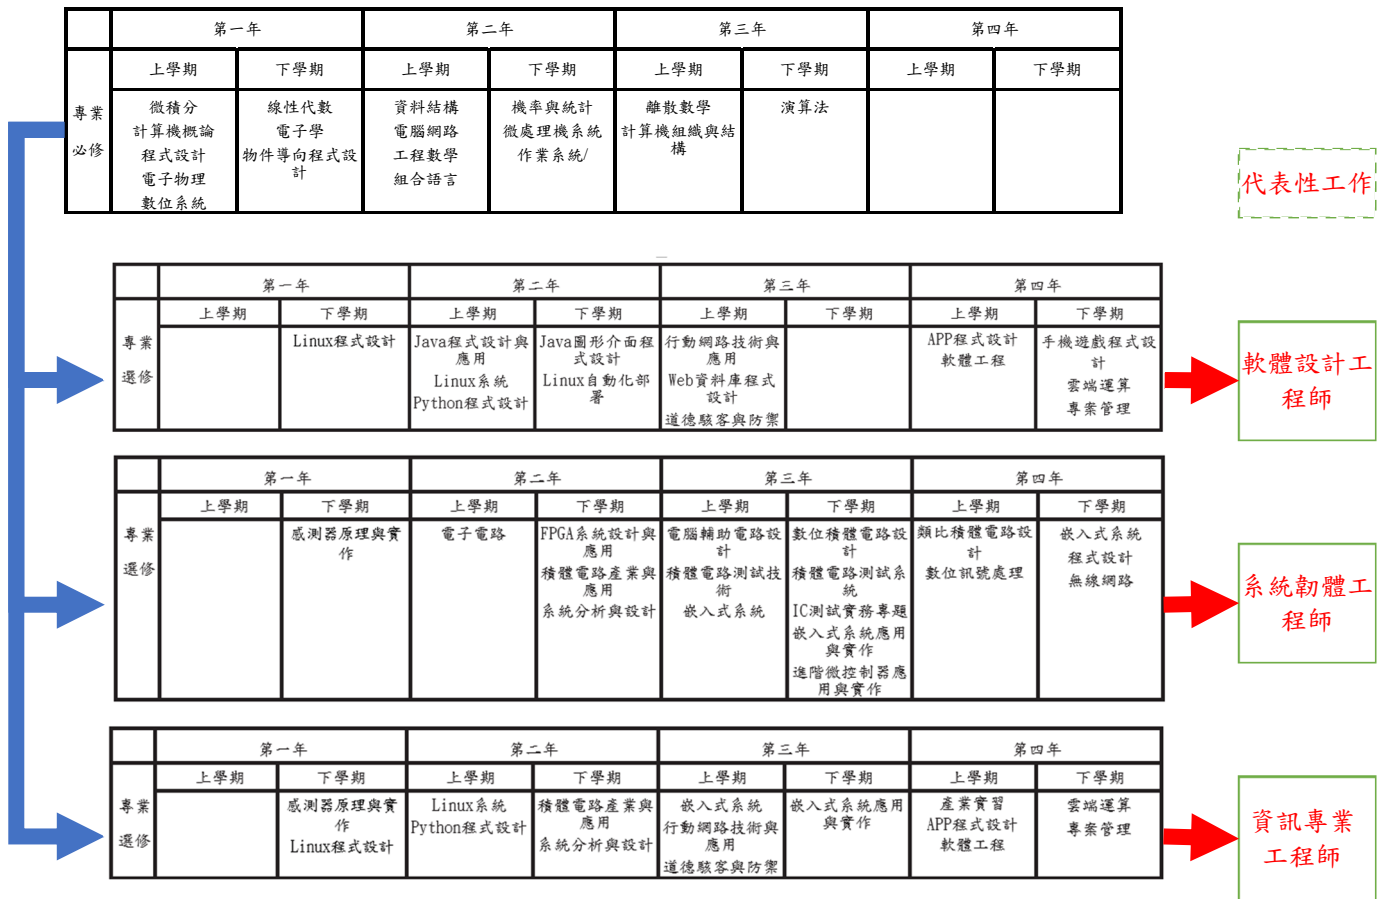 第一年 第二年 第三年 第四年
上學期 下學期 上學期 下學期 上學期 下學期 上學期 下學期
專業
必修
微積分
計算機概論
程式設計
電子物理
數位系統
線性代數
電子學
物件導向程式設
計
資料結構
電腦網路
工程數學
組合語言
機率與統計
微處理機系統
作業系統/
離散數學
計算機組織與結
構
演算法
代表性工作
第一年 第二年 第三年 第四年
上學期 下學期 上學期 下學期 上學期 下學期 上學期 下學期
專業
選修
Linux程式設計
Java程式設計與
應用
Linux系統
Python程式設計
Java圖形介面程
式設計
Linux自動化部
署
行動網路技術與
應用
Web資料庫程式
設計
道德駭客與防禦
APP程式設計
軟體工程
手機遊戲程式設
計
雲端運算
專案管理
軟體設計工
程師
第一年 第二年 第三年 第四年
上學期 下學期 上學期 下學期 上學期 下學期 上學期 下學期
專業
選修
感測器原理與實
作
電子電路
FPGA系統設計與
應用
積體電路產業與
應用
系統分析與設計
電腦輔助電路設
計
積體電路測試技
術
嵌入式系統
數位積體電路設
計
積體電路測試系
統
IC測試實務專題
嵌入式系統應用
與實作
進階微控制器應
用與實作
類比積體電路設
計
數位訊號處理
嵌入式系統
程式設計
無線網路
系統韌體工
程師
第一年 第二年 第三年 第四年
上學期 下學期 上學期 下學期 上學期 下學期 上學期 下學期
專業
選修
感測器原理與實
作
Linux程式設計
Linux系統
Python程式設計
積體電路產業與
應用
系統分析與設計
嵌入式系統
行動網路技術與
應用
道德駭客與防禦
嵌入式系統應用
與實作
產業實習
APP程式設計
軟體工程
雲端運算
專案管理
資訊專業
工程師